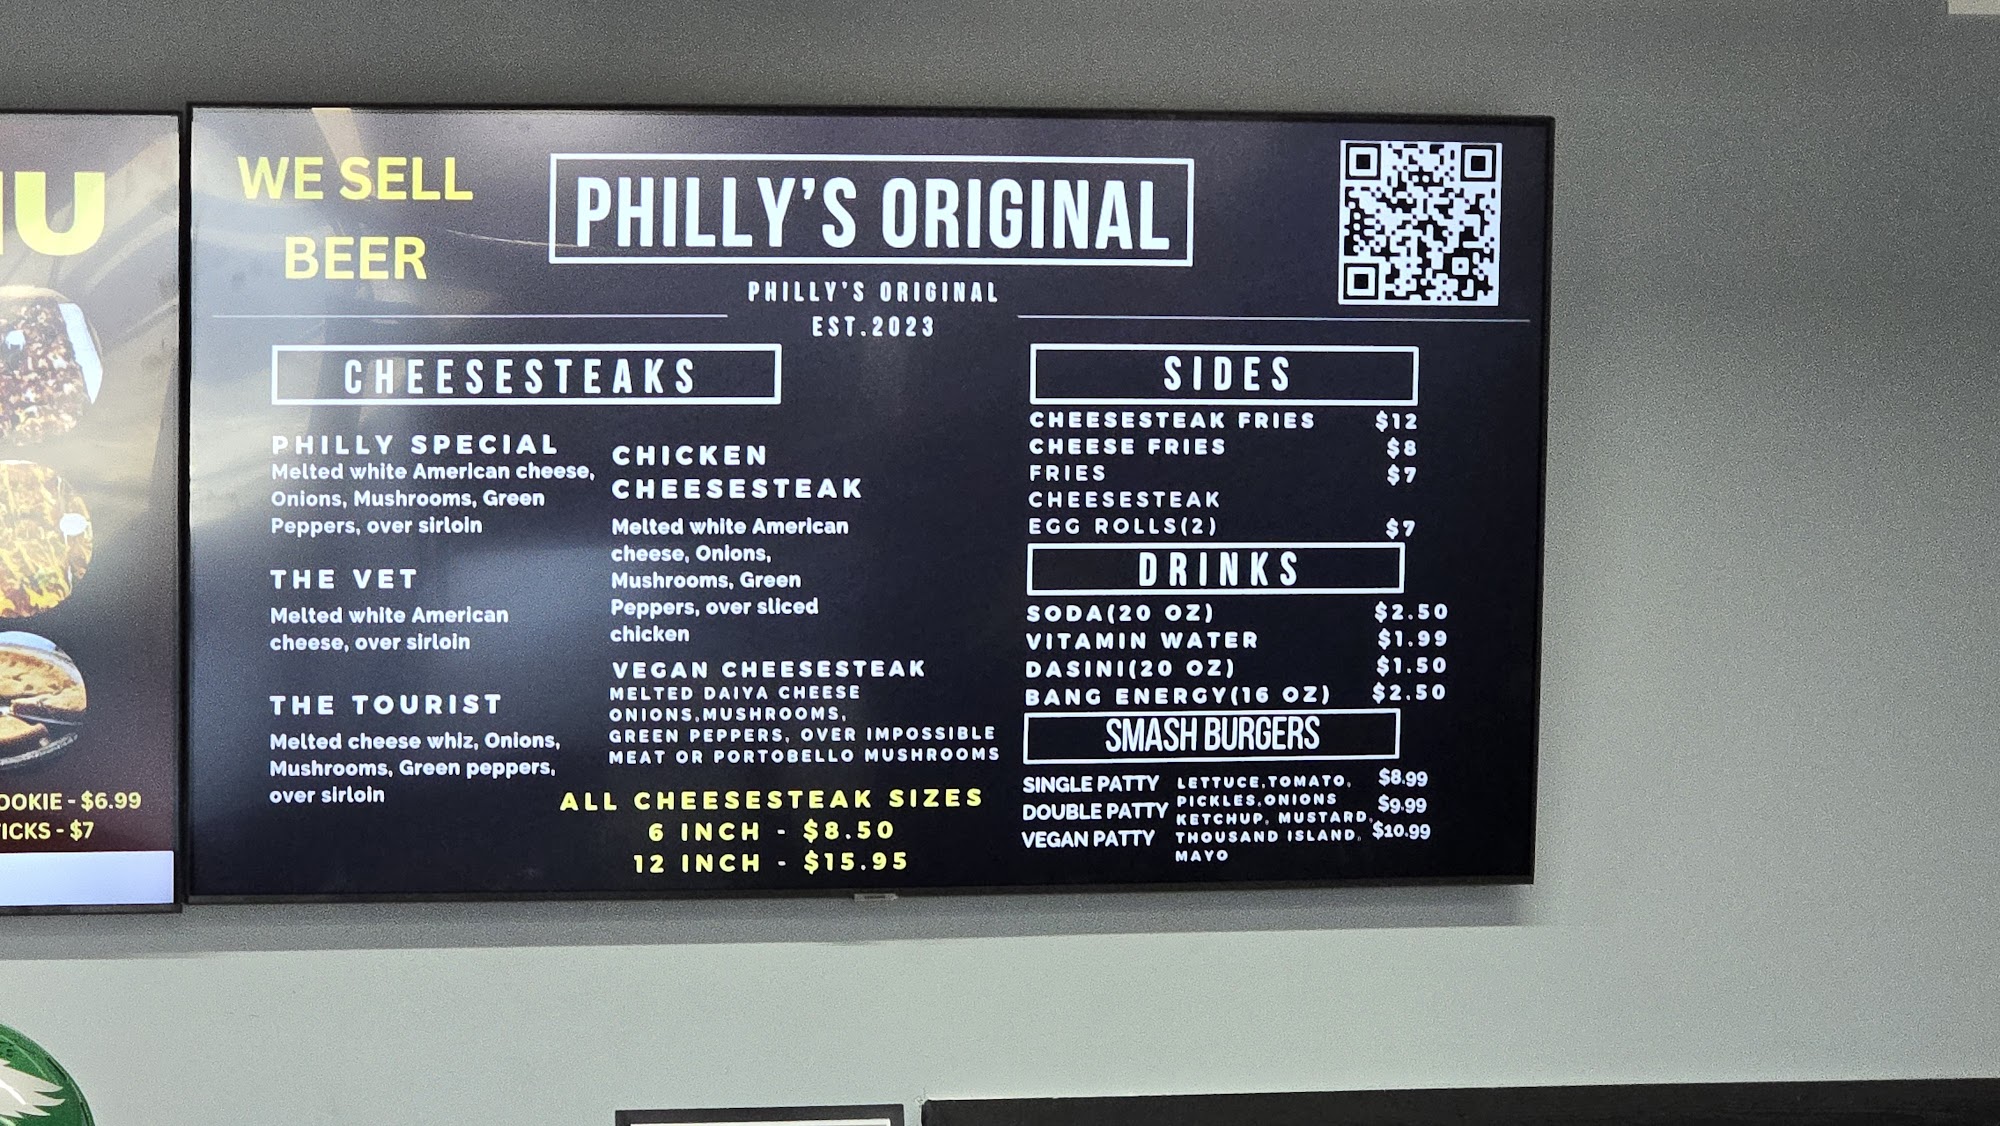 WE SELL
BEER
PHILLY'S ORIGINAL
PHILLY'S ORIGINAL
EST.2023
CHEESESTEAKS
PHILLY SPECIAL
Melted white American cheese,
Onions, Mushrooms, Green
Peppers, over sirloin
THE VET
Melted white American
cheese, over sirloin
THE TOURIST
Melted cheese whiz, Onions,
Mushrooms, Green peppers,
over sirloin
CHICKEN
CHEESESTEAK
Melted white American
cheese, Onions,
Mushrooms, Green
Peppers, over sliced
chicken
VEGAN CHEESESTEAK
MELTED DAIYA CHEESE
ONIONS,MUSHROOMS,
GREEN PEPPERS, OVER IMPOSSIBLE
MEAT OR PORTOBELLO MUSHROOMS
ALL CHEESESTEAK SIZES
6 INCH - $8.50
12 INCH - $15.95
SIDES
CHEESESTEAK FRIES $12
CHEESE FRIES $8
FRIES $7
CHEESESTEAK
EGG ROLLS(2) $7
DRINKS
SODA(20 OZ) $2.50
VITAMIN WATER $1.99
DASINI(20 OZ) $1.50
BANG ENERGY(16 OZ) $2.50
SMASH BURGERS
SINGLE PATTY $8.99
DOUBLE PATTY $9.99
VEGAN PATTY $10.99
LETTUCE,TOMATO,
PICKLES,ONIONS
KETCHUP, MUSTARD,
THOUSAND ISLAND,
MAYO
NU
OOKIE - $6.99
ICKS - $7